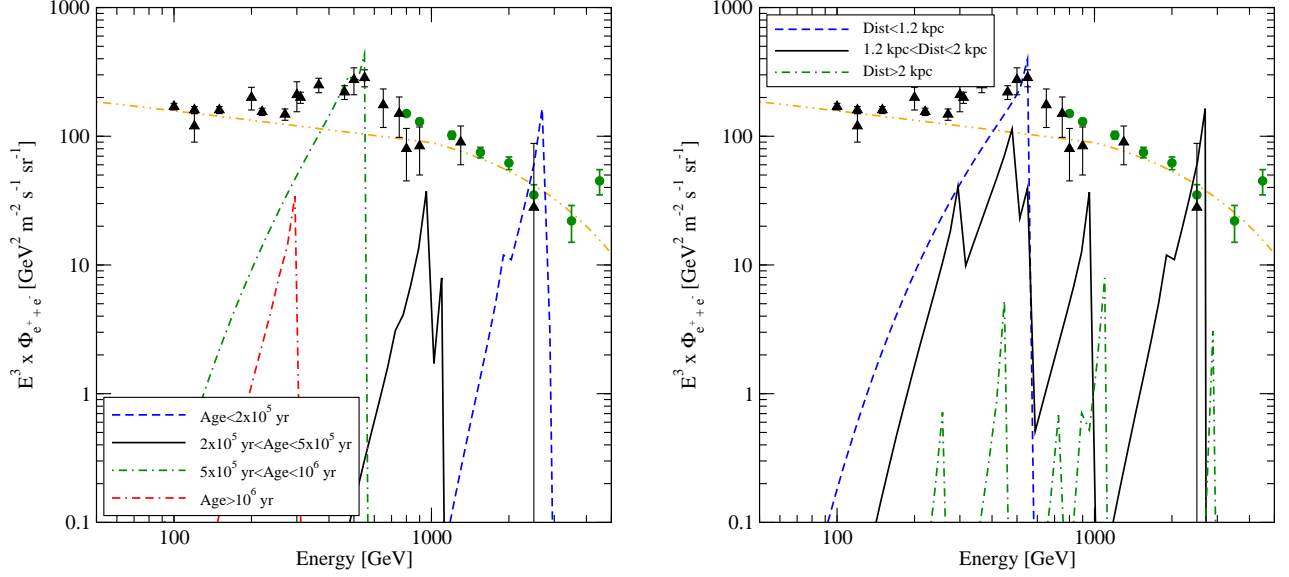 1000
100
10
1
0.1
E³ x Φ e⁺ + e⁻ [GeV² m⁻² s⁻¹ sr⁻¹]
Age<2x10⁵ yr
2x10⁵ yr<Age<5x10⁵ yr
5x10⁵ yr<Age<10⁶ yr
Age>10⁶ yr
100 1000
Energy [GeV]
Dist<1.2 kpc
1.2 kpc<Dist<2 kpc
Dist>2 kpc
1000
100
10
1
0.1
E³ x Φ e⁺ + e⁻ [GeV² m⁻² s⁻¹ sr⁻¹]
100 1000
Energy [GeV]